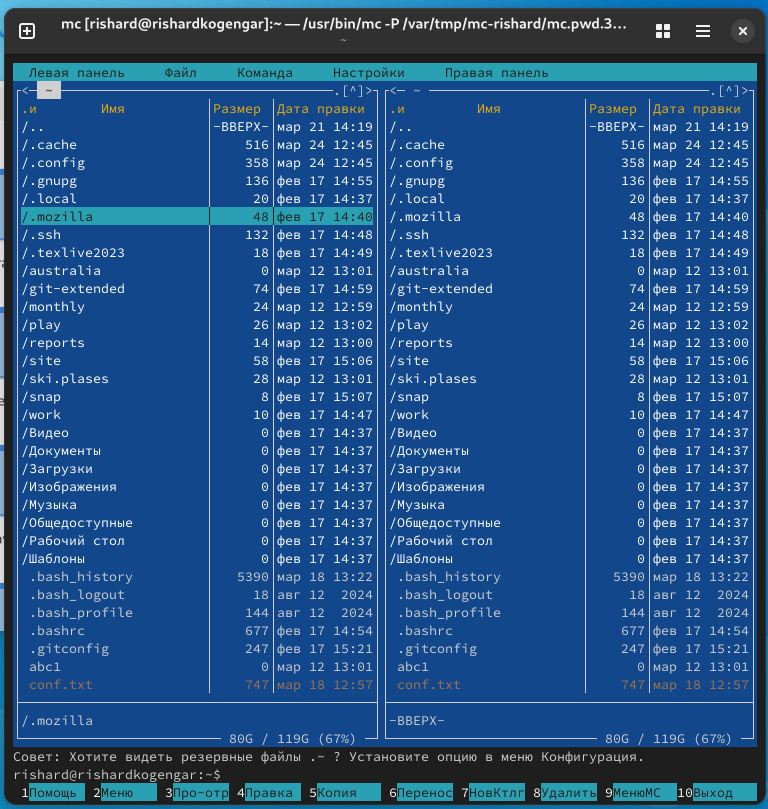 mc [rishard@rishardkogengar]:~ — /usr/bin/mc -P /var/tmp/mc-rishard/mc.pwd.3…
~
Левая панель Файл Команда Настройки Правая панель
<─ ~ ─.[^]> <─ ~ ─.[^]>
.и Имя Размер Дата правки .и Имя Размер Дата правки
/.. -ВВЕРХ- мар 21 14:19 /.. -ВВЕРХ- мар 21 14:19
/.cache 516 мар 24 12:45 /.cache 516 мар 24 12:45
/.config 358 мар 24 12:45 /.config 358 мар 24 12:45
/.gnupg 136 фев 17 14:55 /.gnupg 136 фев 17 14:55
/.local 20 фев 17 14:37 /.local 20 фев 17 14:37
/.mozilla 48 фев 17 14:40 /.mozilla 48 фев 17 14:40
/.ssh 132 фев 17 14:48 /.ssh 132 фев 17 14:48
/.texlive2023 18 фев 17 14:49 /.texlive2023 18 фев 17 14:49
/australia 0 мар 12 13:01 /australia 0 мар 12 13:01
/git-extended 74 фев 17 14:59 /git-extended 74 фев 17 14:59
/monthly 24 мар 12 12:59 /monthly 24 мар 12 12:59
/play 26 мар 12 13:02 /play 26 мар 12 13:02
/reports 14 мар 12 13:00 /reports 14 мар 12 13:00
/site 58 фев 17 15:06 /site 58 фев 17 15:06
/ski.plases 28 мар 12 13:01 /ski.plases 28 мар 12 13:01
/snap 8 фев 17 15:07 /snap 8 фев 17 15:07
/work 10 фев 17 14:47 /work 10 фев 17 14:47
/Видео 0 фев 17 14:37 /Видео 0 фев 17 14:37
/Документы 0 фев 17 14:37 /Документы 0 фев 17 14:37
/Загрузки 0 фев 17 14:37 /Загрузки 0 фев 17 14:37
/Изображения 0 фев 17 14:37 /Изображения 0 фев 17 14:37
/Музыка 0 фев 17 14:37 /Музыка 0 фев 17 14:37
/Общедоступные 0 фев 17 14:37 /Общедоступные 0 фев 17 14:37
/Рабочий стол 0 фев 17 14:37 /Рабочий стол 0 фев 17 14:37
/Шаблоны 0 фев 17 14:37 /Шаблоны 0 фев 17 14:37
.bash_history 5390 мар 18 13:22 .bash_history 5390 мар 18 13:22
.bash_logout 18 авг 12 2024 .bash_logout 18 авг 12 2024
.bash_profile 144 авг 12 2024 .bash_profile 144 авг 12 2024
.bashrc 677 фев 17 14:54 .bashrc 677 фев 17 14:54
.gitconfig 247 фев 17 15:21 .gitconfig 247 фев 17 15:21
abc1 0 мар 12 13:01 abc1 0 мар 12 13:01
conf.txt 747 мар 18 12:57 conf.txt 747 мар 18 12:57
/.mozilla -ВВЕРХ-
80G / 119G (67%) 80G / 119G (67%)
Совет: Хотите видеть резервные файлы .~ ? Установите опцию в меню Конфигурация.
rishard@rishardkogengar:~$
1Помощь 2Меню 3Про~отр 4Правка 5Копия 6Перенос 7НовКтлг 8Удалить 9МенюМС 10Выход